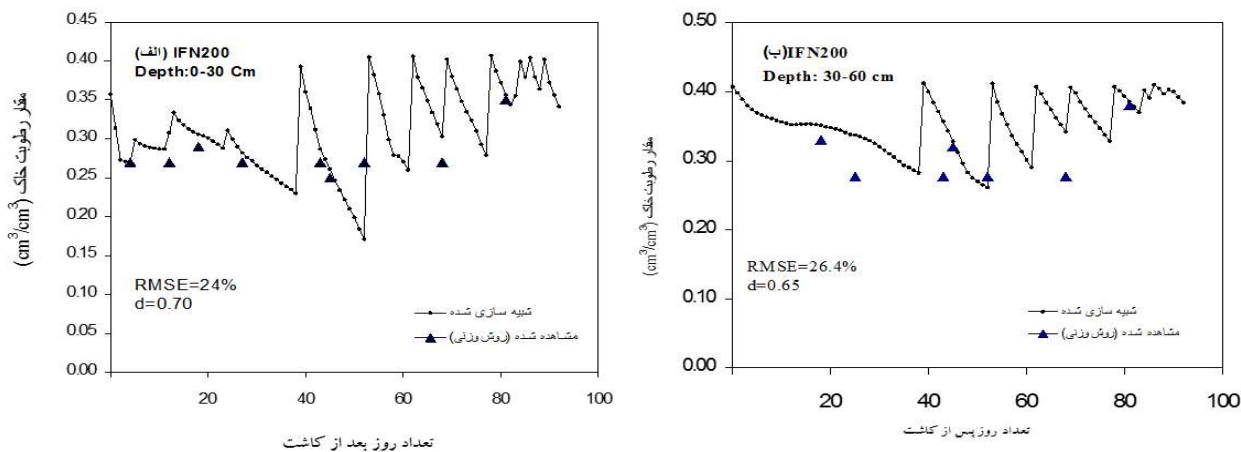 0.45
0.40
0.35
0.30
0.25
0.20
0.15
0.10
0.05
0.00
(الف) IFN200
Depth:0-30 Cm
RMSE=24%
d=0.70
شبیه سازی شده
مشاهده شده (روش وزنی)
20
40
60
80
100
تعداد روز بعد از کاشت
مقدار رطوبت خاک (cm³/cm³)
0.50
0.40
0.30
0.00
(ب)IFN200
Depth: 30-60 cm
RMSE=26.4%
d=0.65
شبیه سازی شده
مشاهده شده (روش وزنی)
20
40
60
80
100
تعداد روز پس از کاشت
مقدار رطوبت خاک (cm³/cm³)